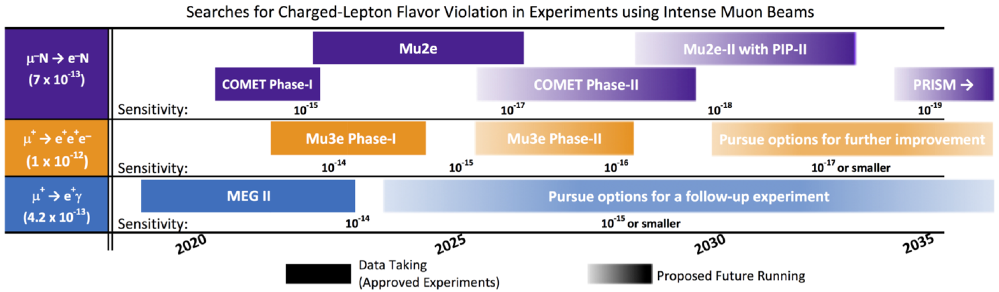 Searches for Charged-Lepton Flavor Violation in Experiments using Intense Muon Beams
μ⁻N → e⁻N
(7 x 10⁻¹³)
Mu2e
Mu2e-II with PIP-II
COMET Phase-I
COMET Phase-II
PRISM →
Sensitivity:
10⁻¹⁵
10⁻¹⁷
10⁻¹⁸
10⁻¹⁹
μ⁺ → e⁺e⁺e⁻
(1 x 10⁻¹²)
Mu3e Phase-I
Mu3e Phase-II
Pursue options for further improvement
Sensitivity:
10⁻¹⁴
10⁻¹⁵
10⁻¹⁶
10⁻¹⁷ or smaller
μ⁺ → e⁺γ
(4.2 x 10⁻¹³)
MEG II
Pursue options for a follow-up experiment
Sensitivity:
10⁻¹⁴
10⁻¹⁵ or smaller
2020
2025
2030
2035
Data Taking
(Approved Experiments)
Proposed Future Running